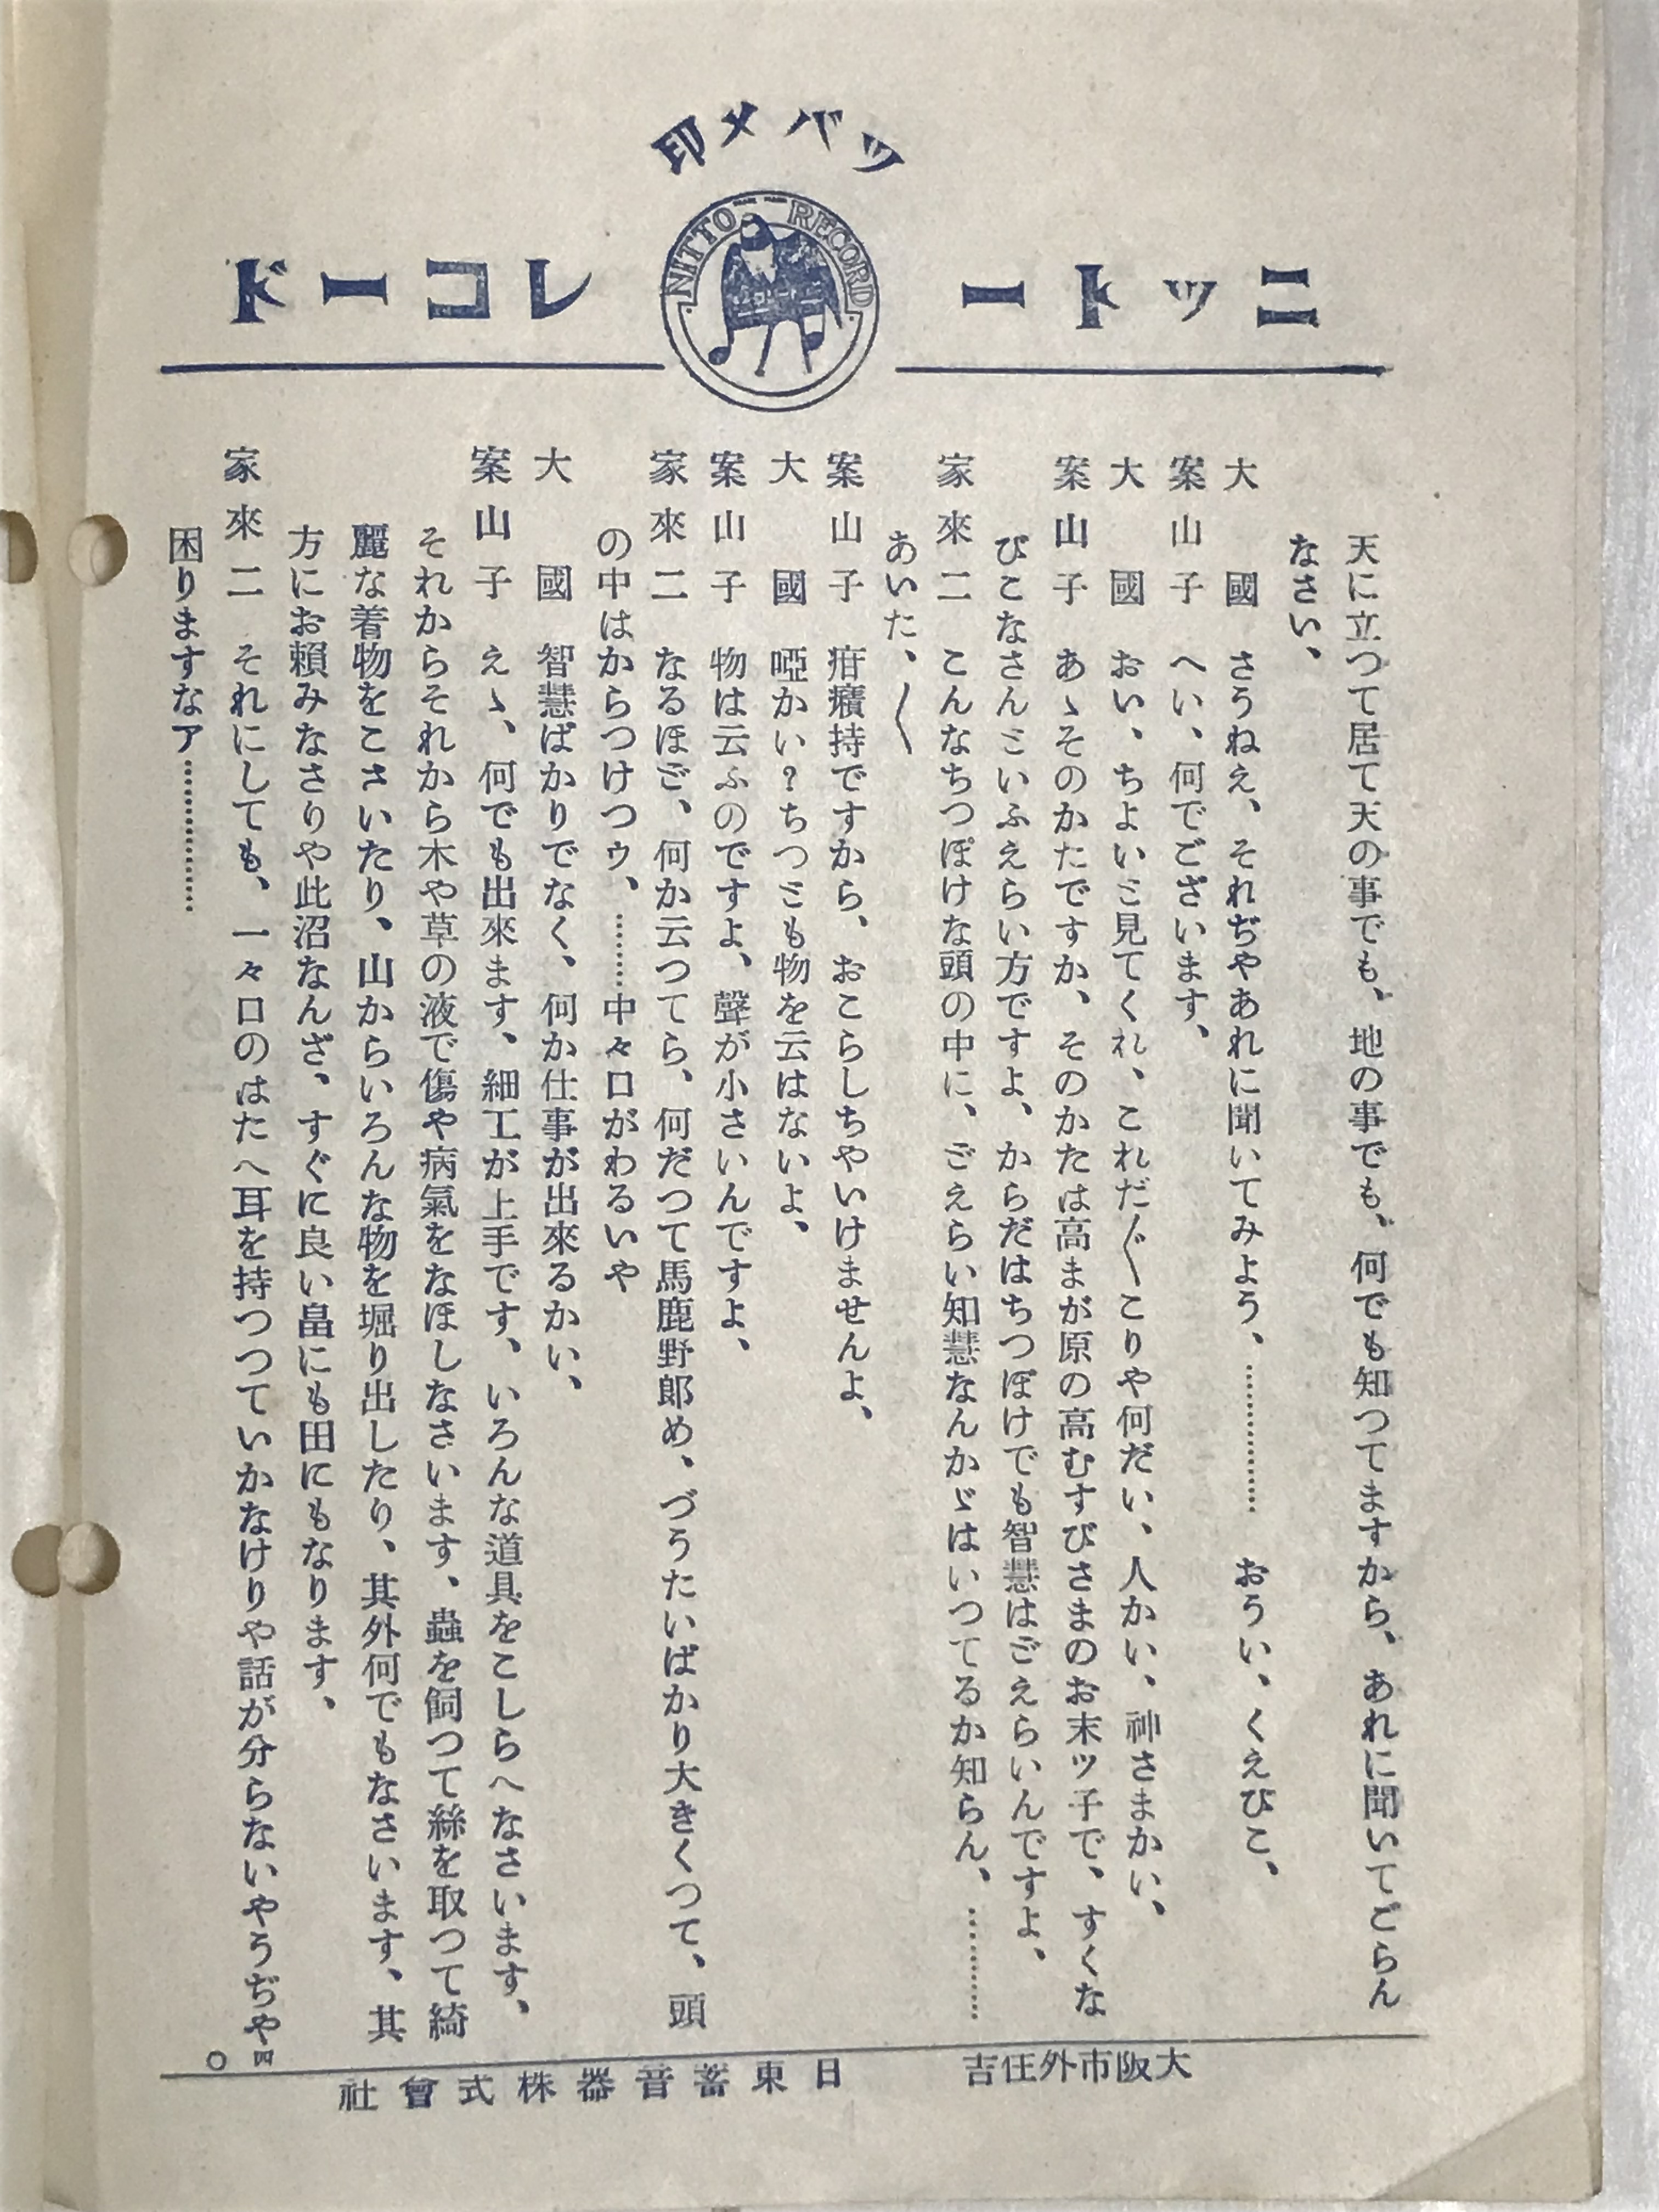 ツバメ印
ニットーレコード
NITTO RECORD
天に立つて居て天の事でも、地の事でも、何でも知つてますから、あれに聞いてごらん
なさい、
大國 さうねえ、それぢやあれに聞いてみよう、………… おうい、くえびこ、
案山子 へい、何でございます、
大國 おい、ちよいと見てくれ、これだ〴〵こりや何だい、人かい、神さまかい、
案山子 あゝそのかたですか、そのかたは高まが原の高むすびさまのお末ッ子で、すくな
びこなさんといふえらい方ですよ、からだはちつぽけでも智慧はどえらいんですよ、
家來二 こんなちつぽけな頭の中に、どえらい知慧なんかゞはいつてるか知らん、………
あいた、〱
案山子 疳癪持ですから、おこらしちやいけませんよ、
大國 啞かい?ちつとも物を云はないよ、
案山子 物は云ふのですよ、聲が小さいんですよ、
家來二 なるほど、何か云つてら、何だつて馬鹿野郎め、づうたいばかり大きくつて、頭
の中はからつけつゥ、……中々口がわるいや
大國 智慧ばかりでなく、何か仕事が出來るかい、
案山子 えゝ、何でも出來ます、細工が上手です、いろんな道具をこしらへなさいます、
それからそれから木や草の液で傷や病氣をなほしなさいます、蟲を飼つて絲を取つて綺
麗な着物をこさいたり、山からいろんな物を堀り出したり、其外何でもなさいます、其
方にお賴みなさりや此沼なんざ、すぐに良い畠にも田にもなります、
家來二 それにしても、一々口のはたへ耳を持つつていかなけりや話が分らないやうぢや
困りますなア…………
四〇
大阪市外住吉 日東蓄音器株式會社